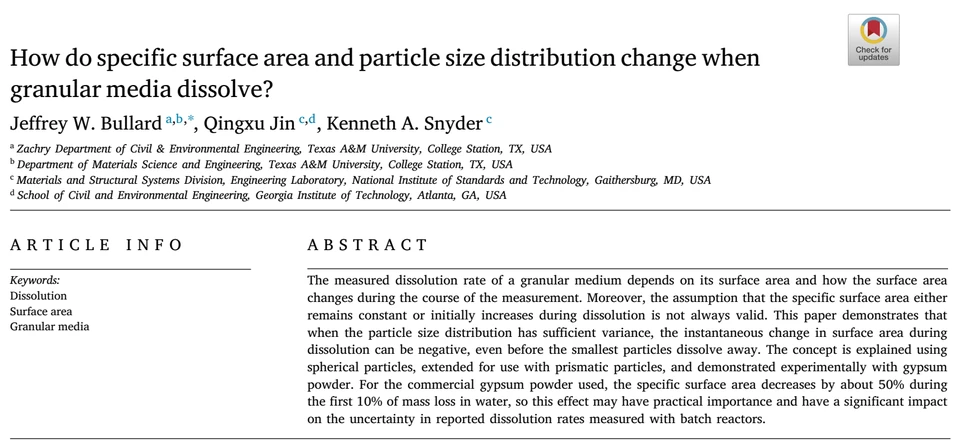 Check for
updates
How do specific surface area and particle size distribution change when
granular media dissolve?
Jeffrey W. Bullard a,b,*, Qingxu Jin c,d, Kenneth A. Snyder c
a Zachry Department of Civil & Environmental Engineering, Texas A&M University, College Station, TX, USA
b Department of Materials Science and Engineering, Texas A&M University, College Station, TX, USA
c Materials and Structural Systems Division, Engineering Laboratory, National Institute of Standards and Technology, Gaithersburg, MD, USA
d School of Civil and Environmental Engineering, Georgia Institute of Technology, Atlanta, GA, USA
ARTICLE INFO
Keywords:
Dissolution
Surface area
Granular media
ABSTRACT
The measured dissolution rate of a granular medium depends on its surface area and how the surface area
changes during the course of the measurement. Moreover, the assumption that the specific surface area either
remains constant or initially increases during dissolution is not always valid. This paper demonstrates that
when the particle size distribution has sufficient variance, the instantaneous change in surface area during
dissolution can be negative, even before the smallest particles dissolve away. The concept is explained using
spherical particles, extended for use with prismatic particles, and demonstrated experimentally with gypsum
powder. For the commercial gypsum powder used, the specific surface area decreases by about 50% during
the first 10% of mass loss in water, so this effect may have practical importance and have a significant impact
on the uncertainty in reported dissolution rates measured with batch reactors.